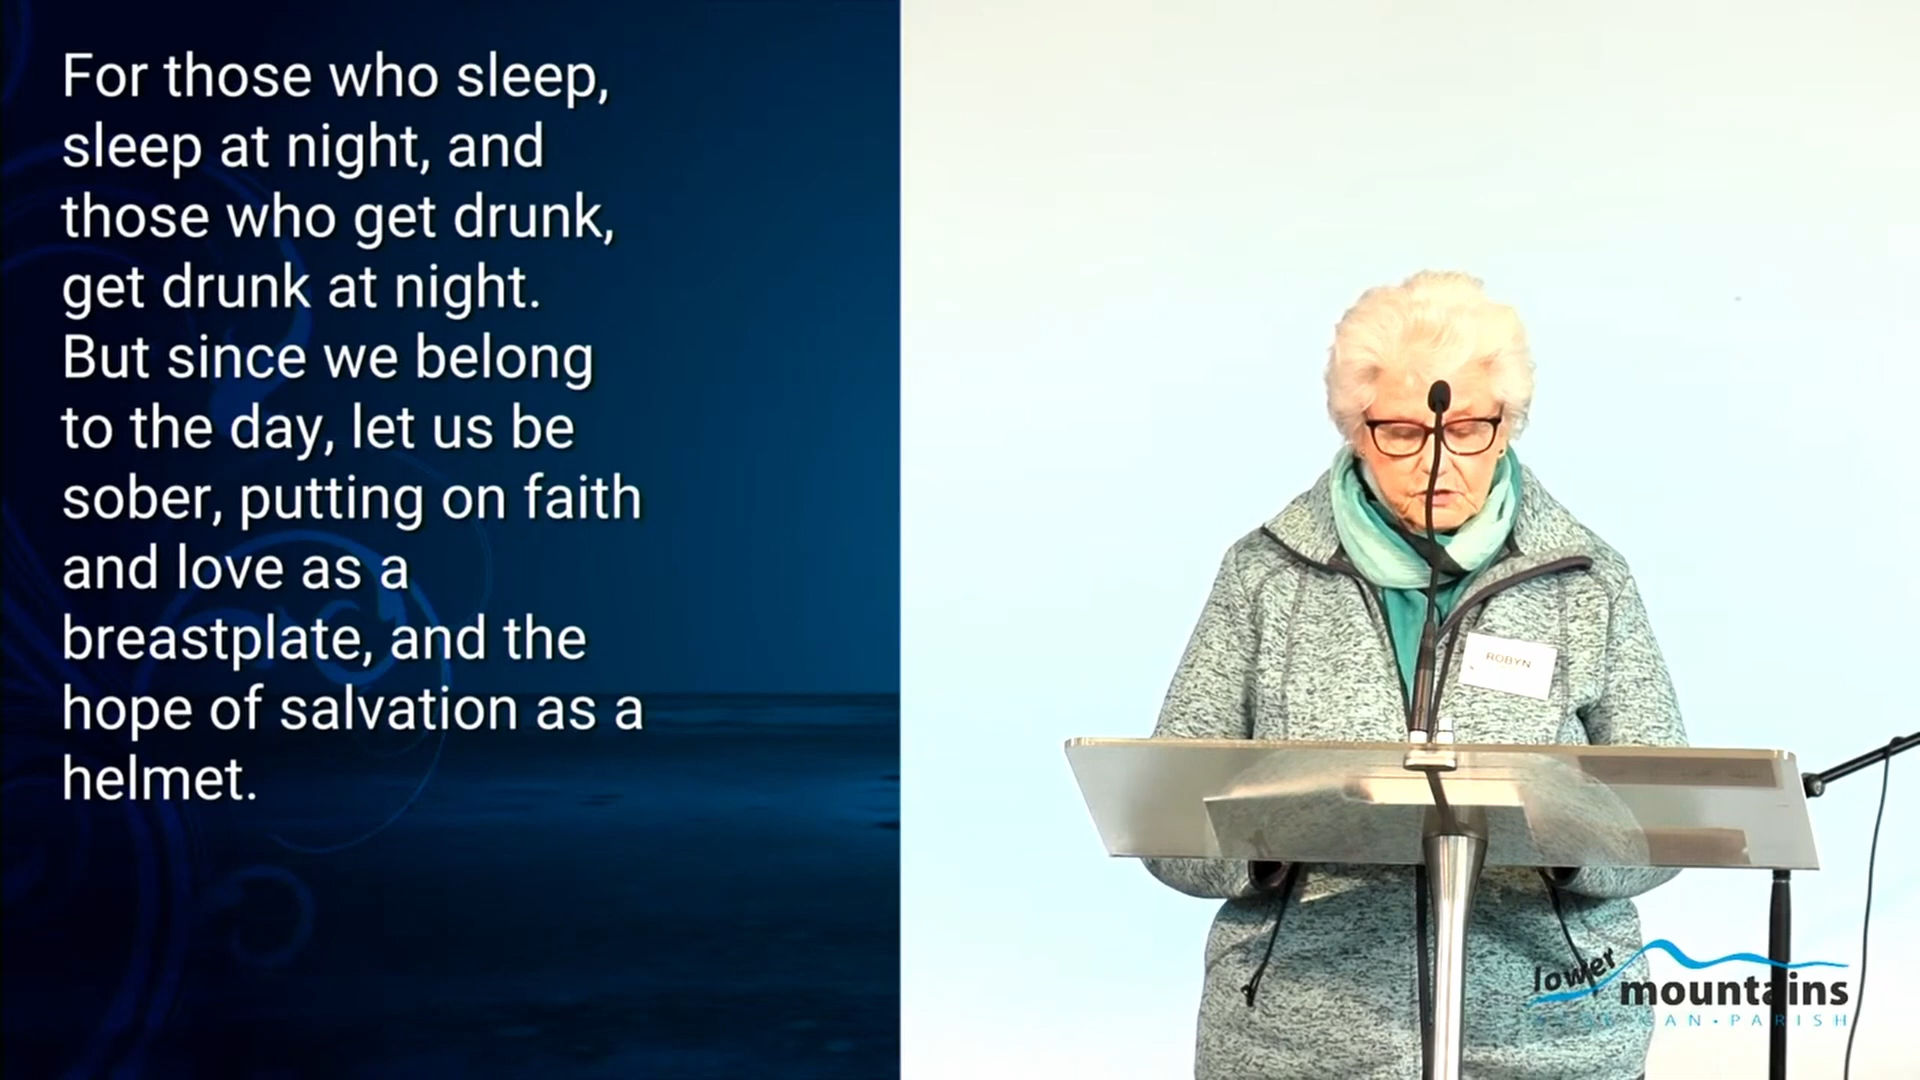 For those who sleep,
sleep at night, and
those who get drunk,
get drunk at night.
But since we belong
to the day, let us be
sober, putting on faith
and love as a
breastplate, and the
hope of salvation as a
helmet.
ROBYN
lower
mountains
PARISH